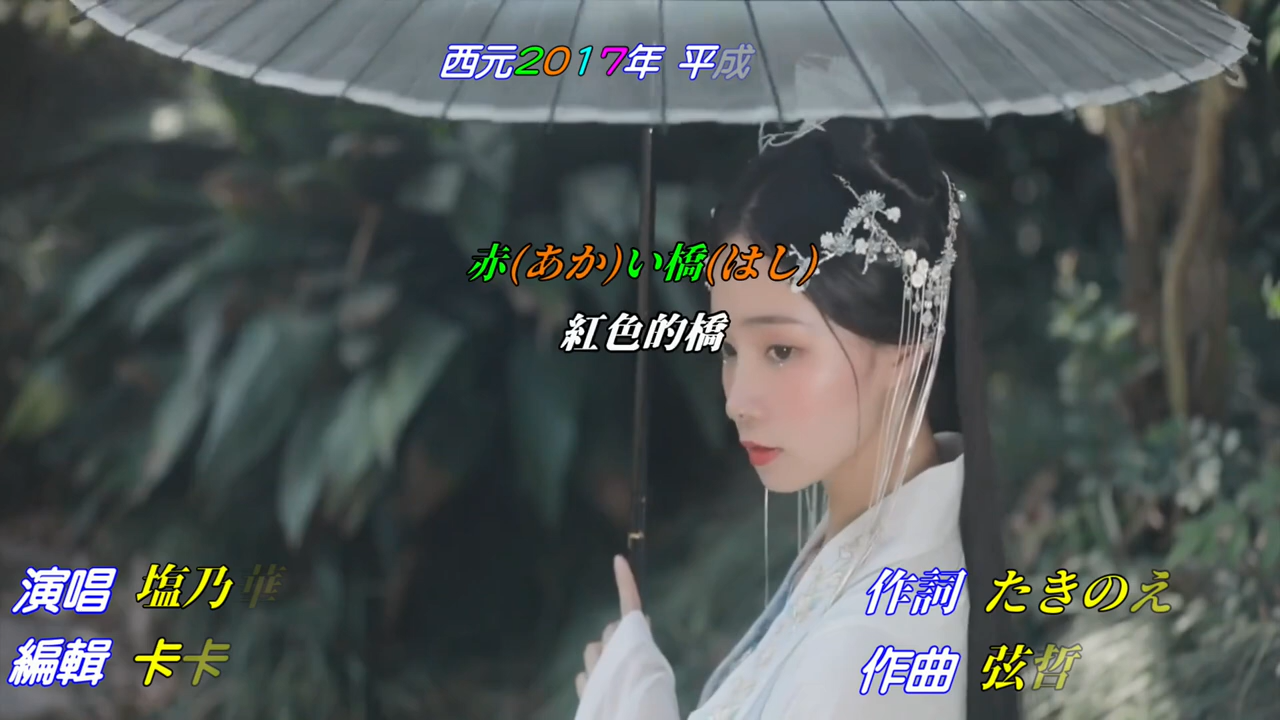 西元2017年 平成
赤(あか)い橋(はし)
紅色的橋
演唱 塩乃華
作詞 たきのえ
編輯 卡卡
作曲 弦哲